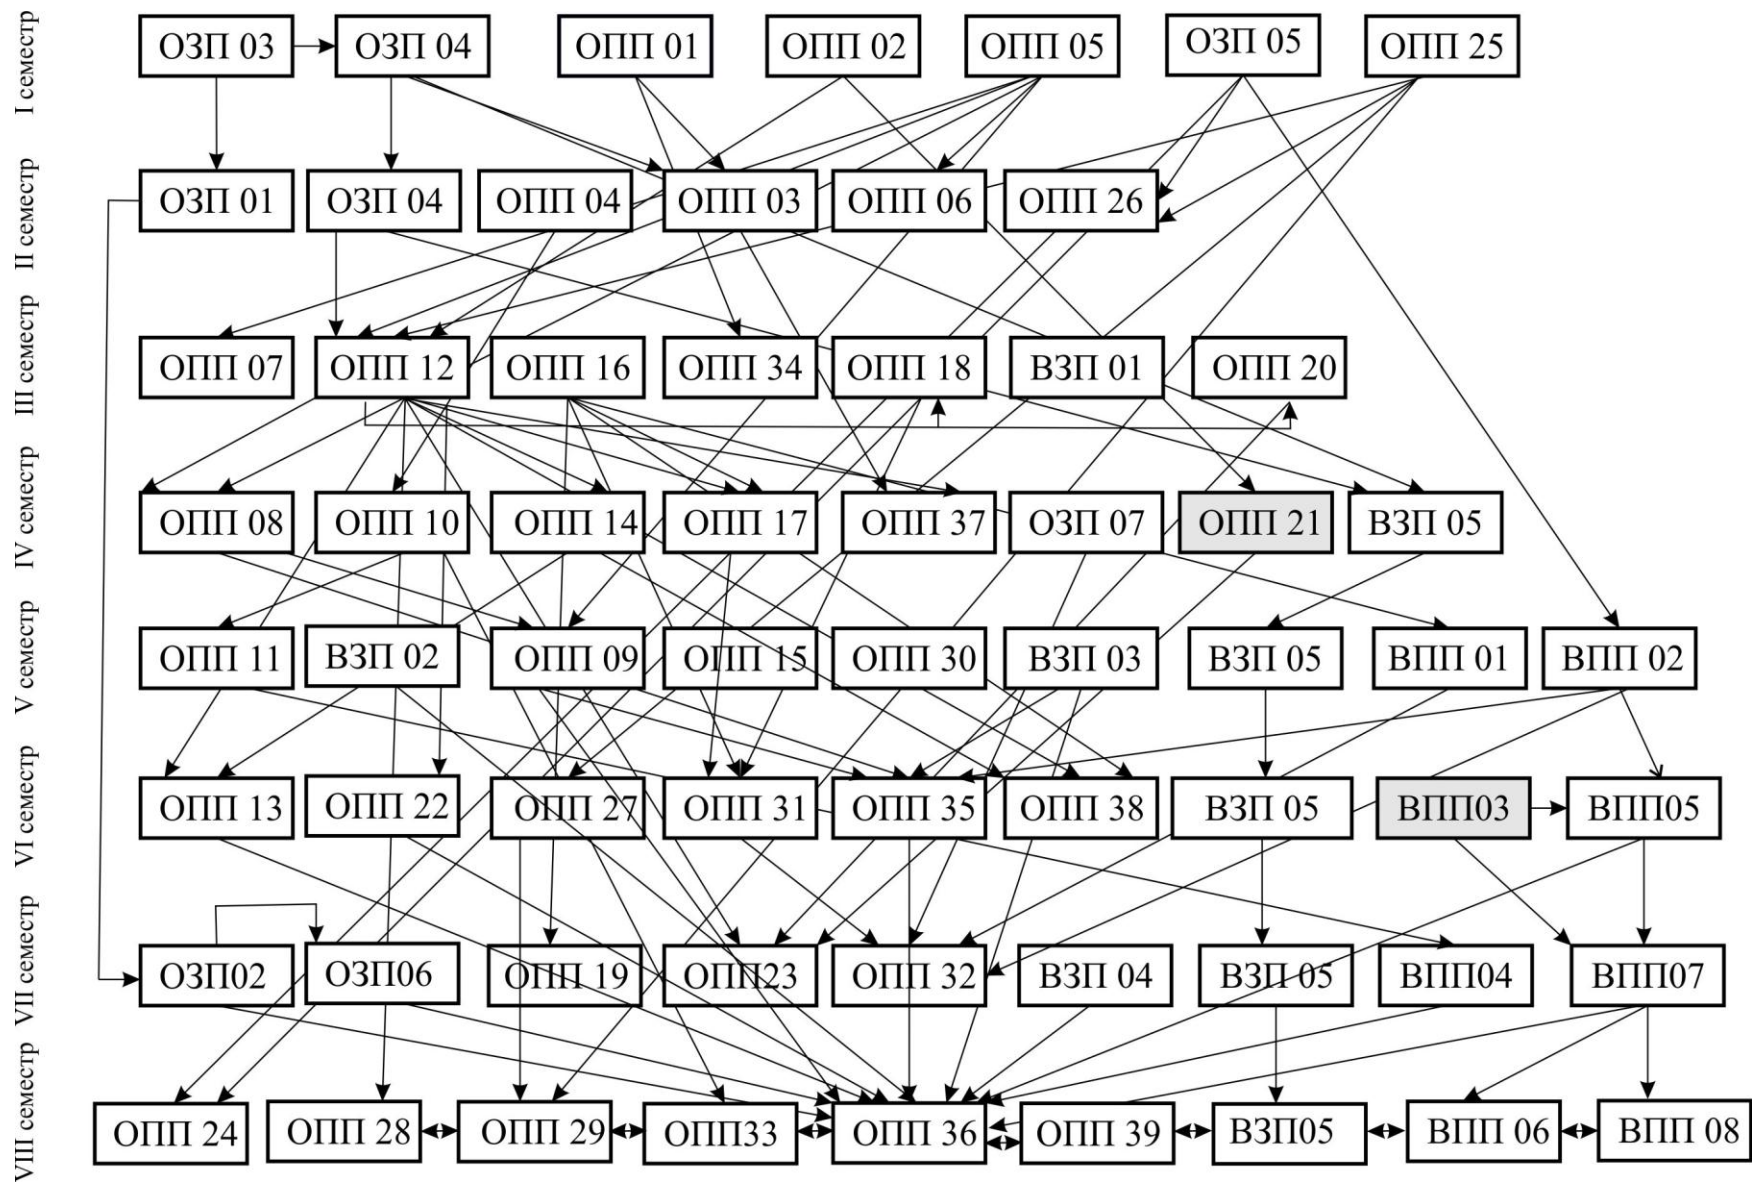 I семестр
ОЗП 03
ОЗП 04
ОПП 01
ОПП 02
ОПП 05
ОЗП 05
ОПП 25
II семестр
ОЗП 01
ОЗП 04
ОПП 04
ОПП 03
ОПП 06
ОПП 26
III семестр
ОПП 07
ОПП 12
ОПП 16
ОПП 34
ОПП 18
ВЗП 01
ОПП 20
IV семестр
ОПП 08
ОПП 10
ОПП 14
ОПП 17
ОПП 37
ОЗП 07
ОПП 21
ВЗП 05
V семестр
ОПП 11
ВЗП 02
ОПП 09
ОПП 15
ОПП 30
ВЗП 03
ВЗП 05
ВПП 01
ВПП 02
VI семестр
ОПП 13
ОПП 22
ОПП 27
ОПП 31
ОПП 35
ОПП 38
ВЗП 05
ВПП03
ВПП05
VII семестр
ОЗП02
ОЗП06
ОПП 19
ОПП23
ОПП 32
ВЗП 04
ВЗП 05
ВПП04
ВПП07
VIII семестр
ОПП 24
ОПП 28
ОПП 29
ОПП33
ОПП 36
ОПП 39
ВЗП05
ВПП 06
ВПП 08